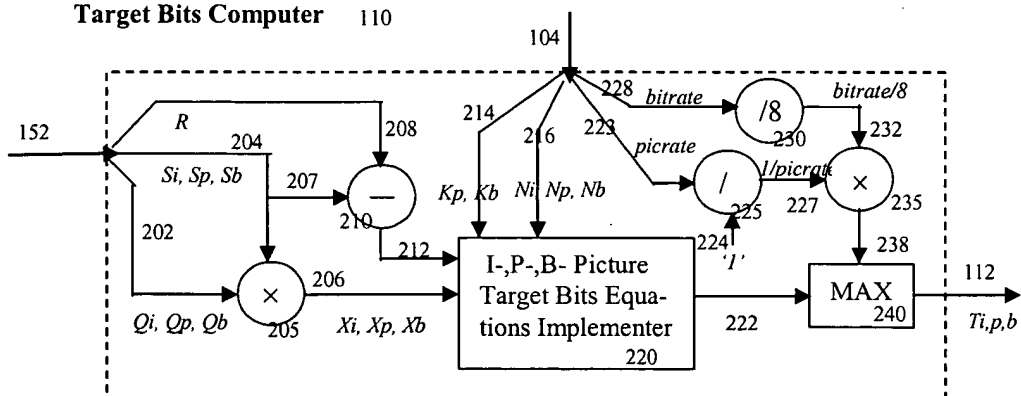 Target Bits Computer 110
104
152
R
208
204
Si, Sp, Sb
207
202
210
212
206
205
Qi, Qp, Qb
Xi, Xp, Xb
214
216
Kp, Kb
Ni, Np, Nb
228
bitrate
223
picrate
/8
230
bitrate/8
232
/
225
1/picrate
227
×
235
224
'1'
238
−
×
I-,P-,B- Picture
Target Bits Equa-
tions Implementer
220
222
MAX
240
112
Ti,p,b